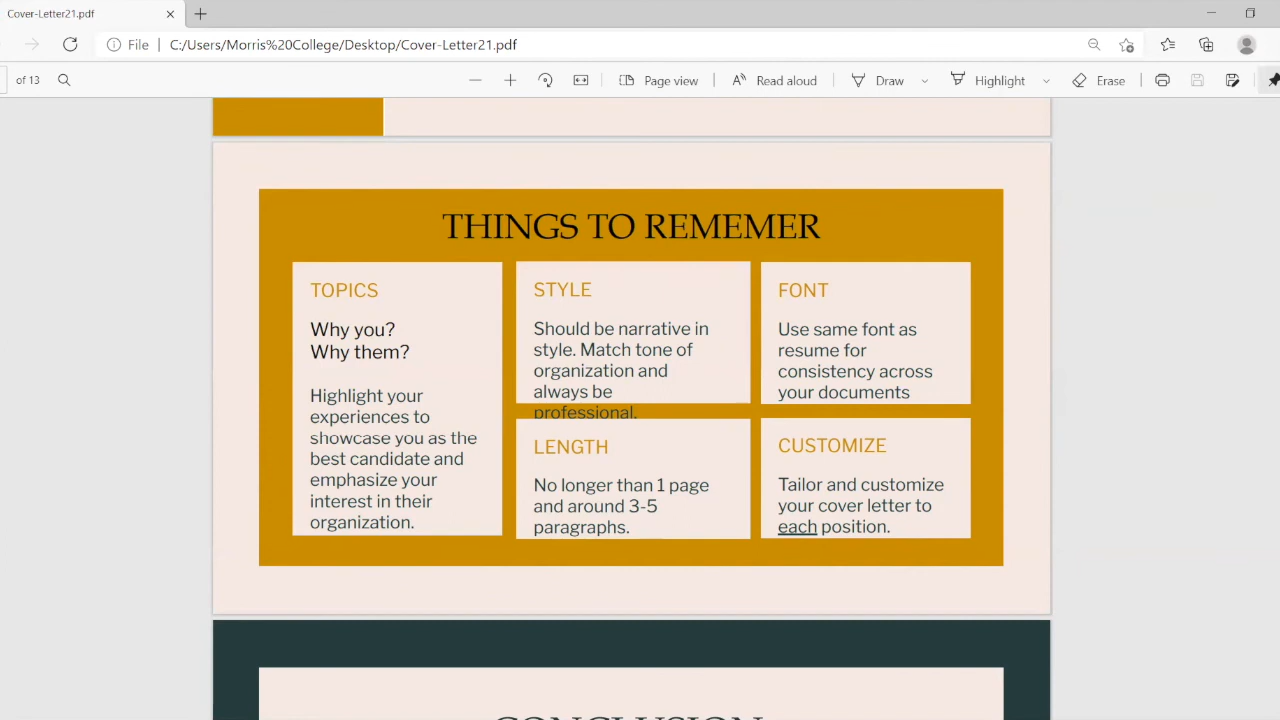 Cover-Letter21.pdf
File
C:/Users/Morris%20College/Desktop/Cover-Letter21.pdf
of 13
Page view
Read aloud
Draw
Highlight
Erase
THINGS TO REMEMER
TOPICS
Why you?
Why them?
Highlight your
experiences to
showcase you as the
best candidate and
emphasize your
interest in their
organization.
STYLE
Should be narrative in
style. Match tone of
organization and
always be
professional.
LENGTH
No longer than 1 page
and around 3-5
paragraphs.
FONT
Use same font as
resume for
consistency across
your documents
CUSTOMIZE
Tailor and customize
your cover letter to
each position.
CONCLUSION